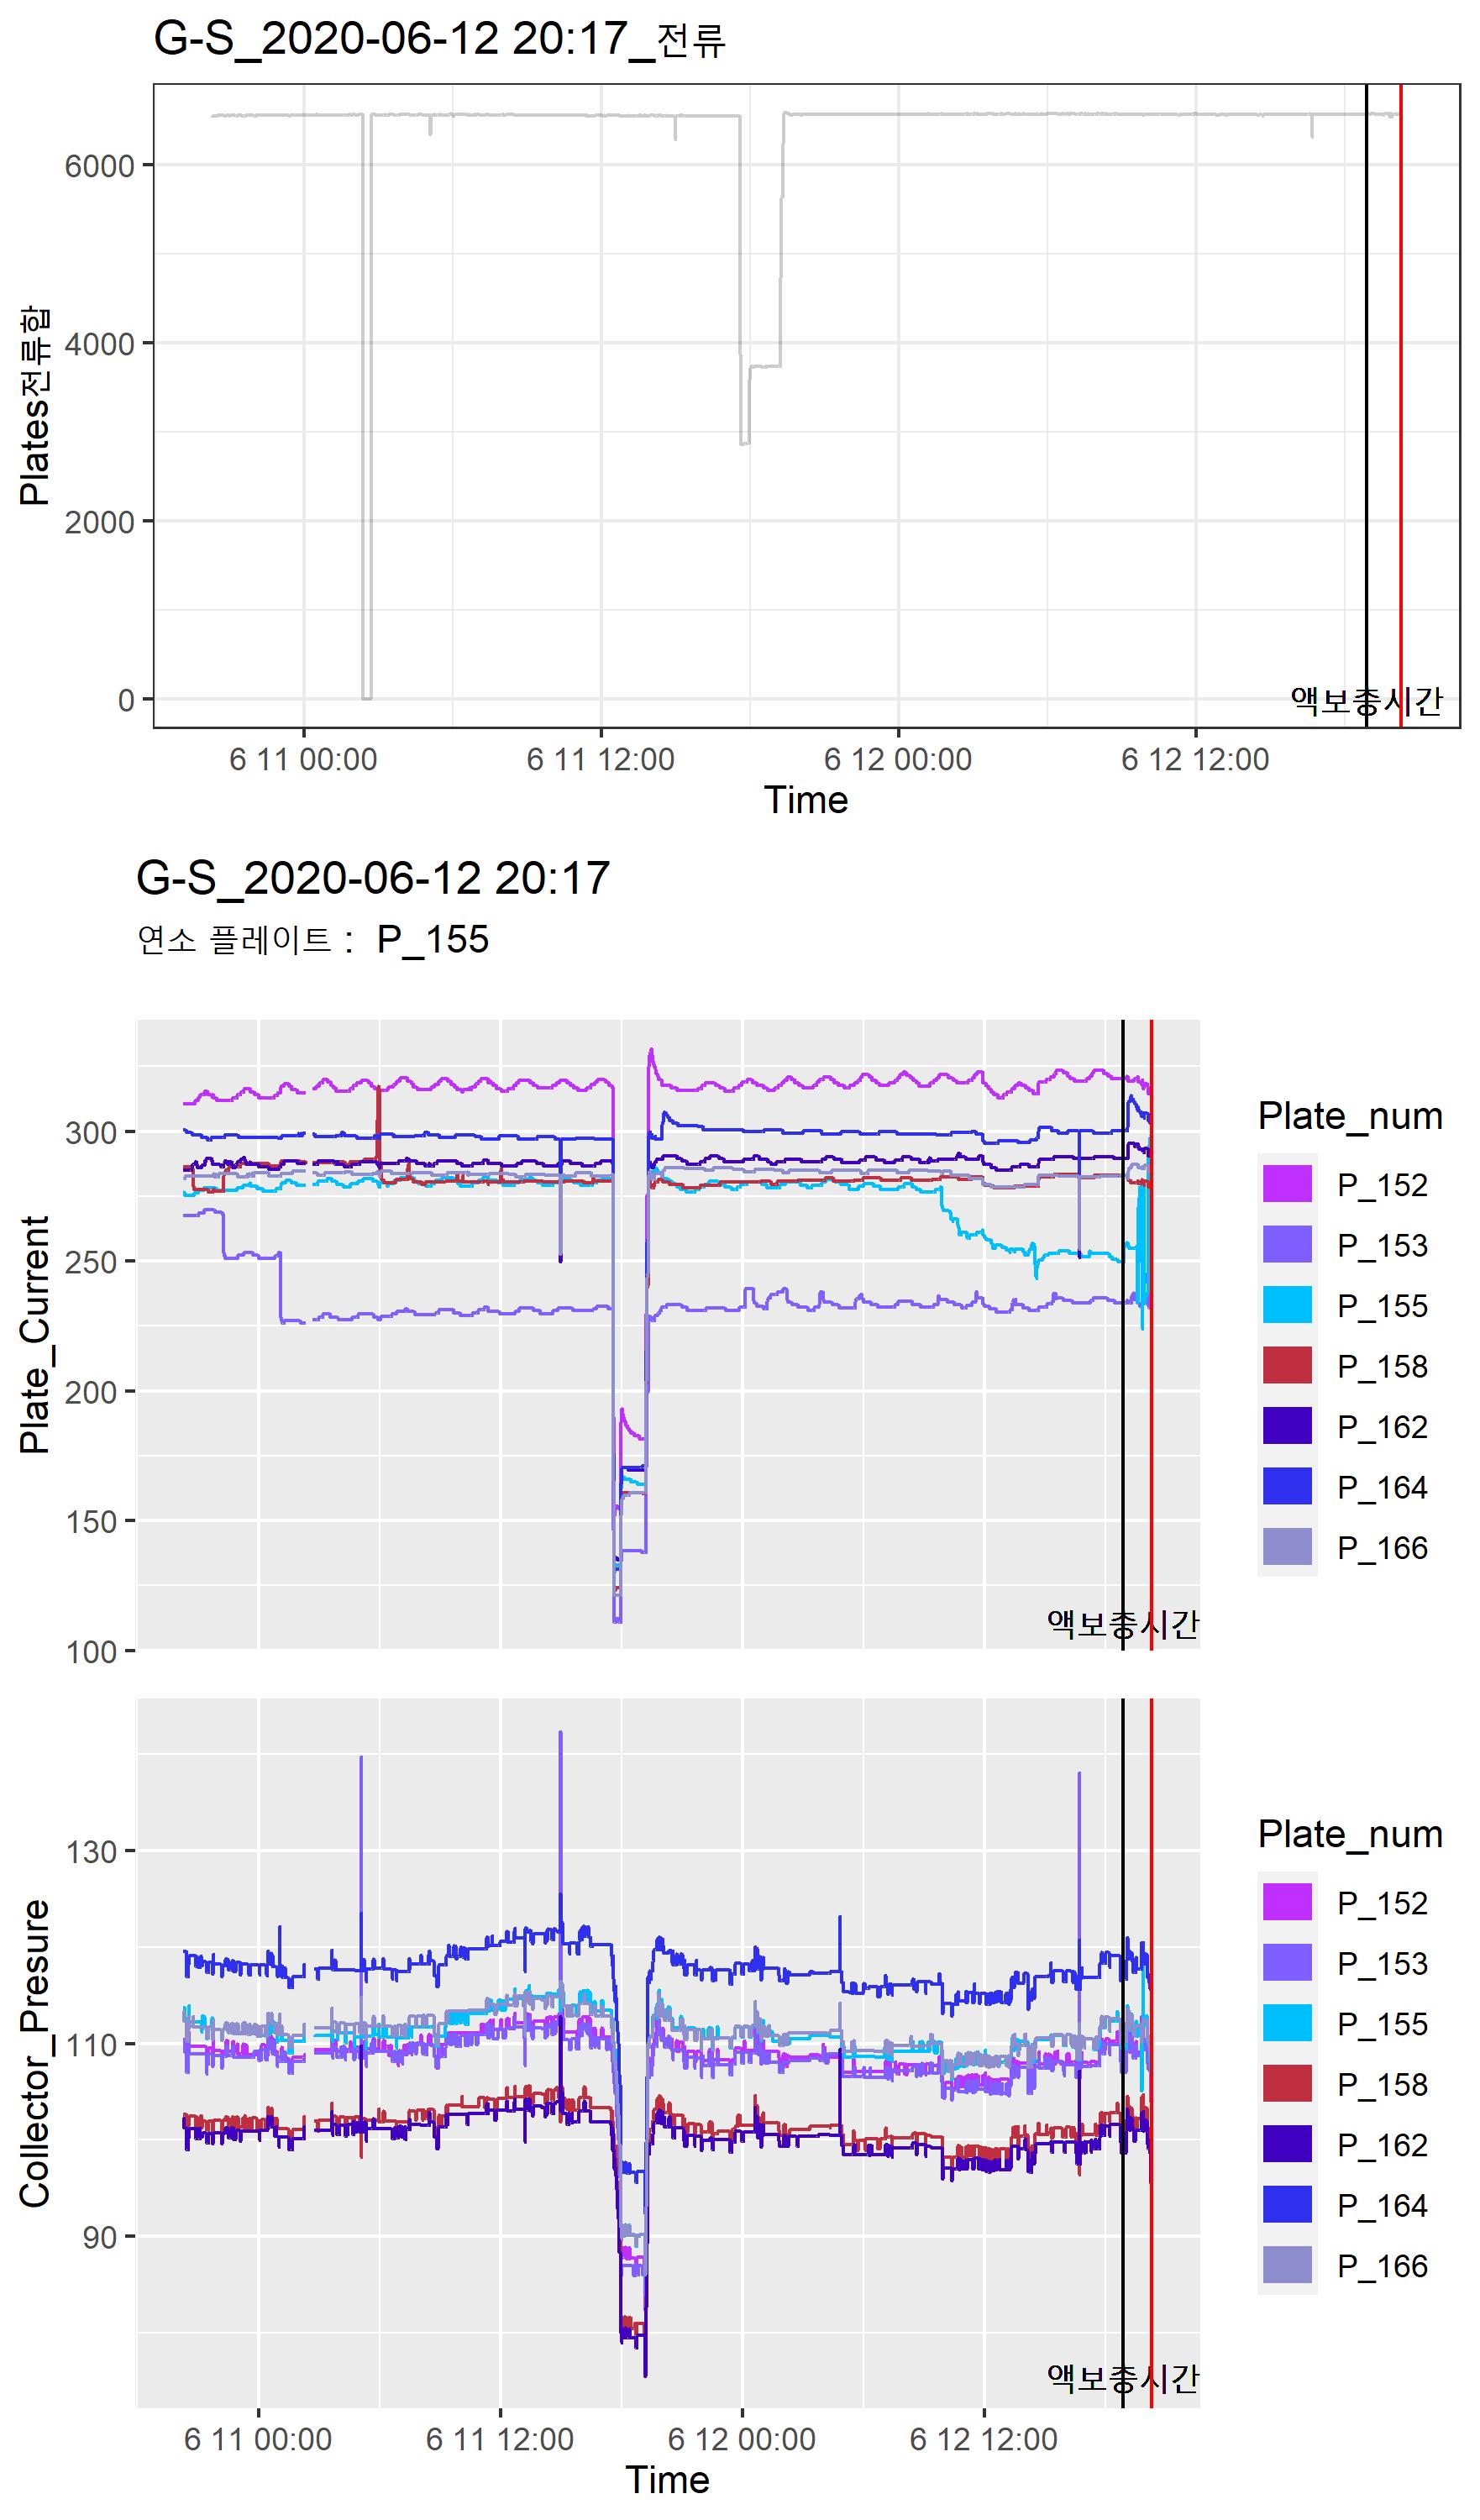 G-S_2020-06-12 20:17_전류
Plates전류합
6000
4000
2000
0
액보충시간
6 11 00:00 6 11 12:00 6 12 00:00 6 12 12:00
Time
G-S_2020-06-12 20:17
연소 플레이트 : P_155
Plate_Current
300
250
200
150
100
액보충시간
Plate_num
P_152
P_153
P_155
P_158
P_162
P_164
P_166
Collector_Presure
130
110
90
액보충시간
6 11 00:00 6 11 12:00 6 12 00:00 6 12 12:00
Time
Plate_num
P_152
P_153
P_155
P_158
P_162
P_164
P_166